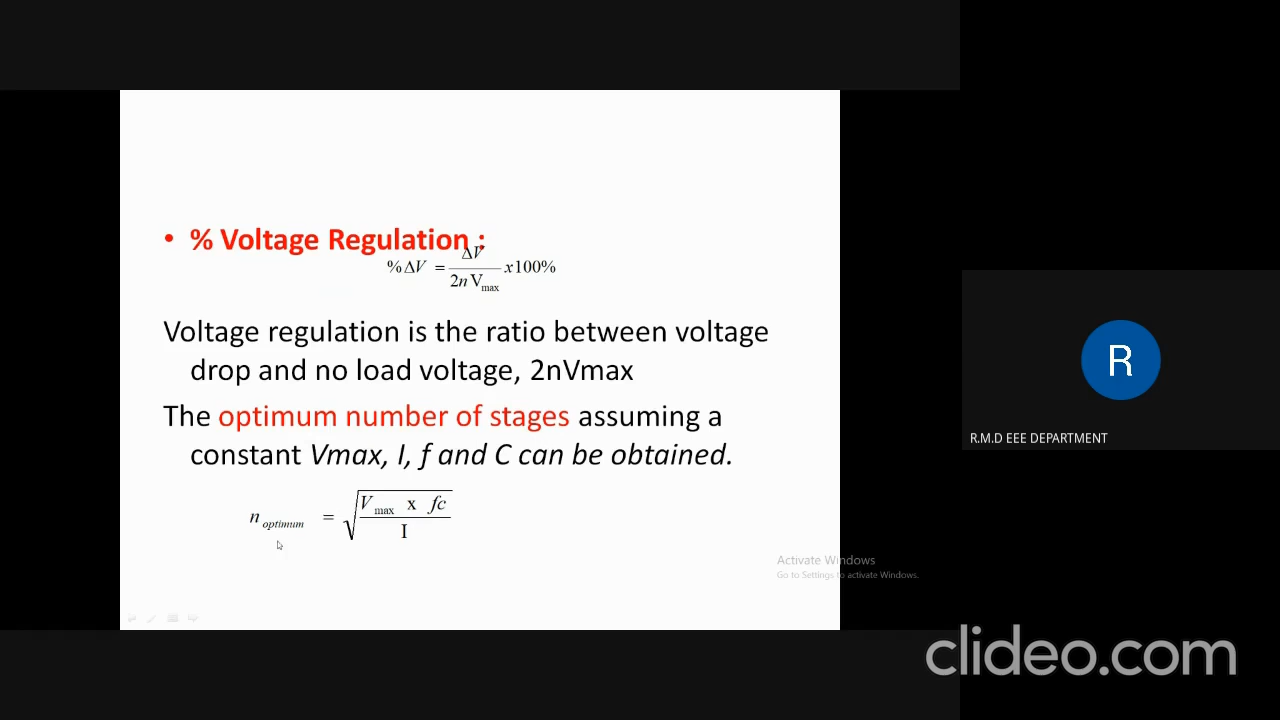 • % Voltage Regulation :
%ΔV = ΔV / 2n Vmax x100%
Voltage regulation is the ratio between voltage
drop and no load voltage, 2nVmax
The optimum number of stages assuming a
constant Vmax, I, f and C can be obtained.
n optimum = √(Vmax x fc / I)
R
R.M.D EEE DEPARTMENT
Activate Windows
Go to Settings to activate Windows.
clideo.com